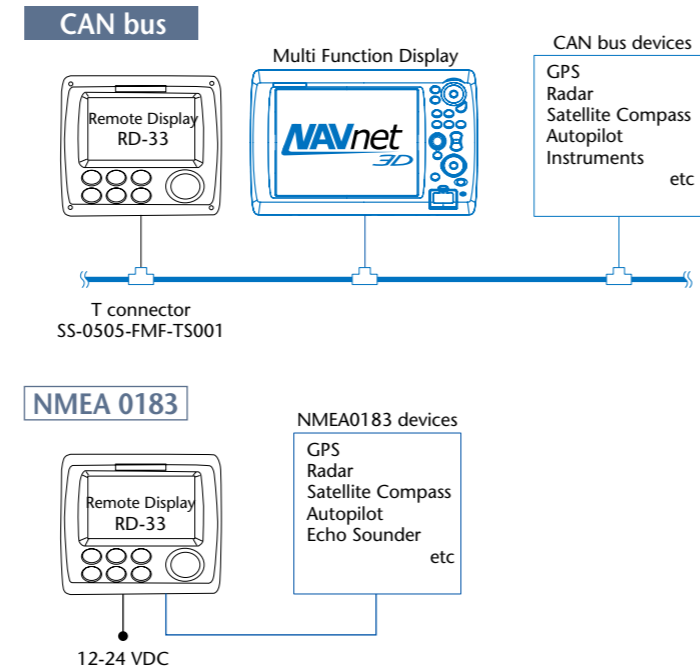 CAN bus
Multi Function Display
CAN bus devices
Remote Display
RD-33
NAVnet
3D
GPS
Radar
Satellite Compass
Autopilot
Instruments
etc
T connector
SS-0505-FMF-TS001
NMEA 0183
NMEA0183 devices
Remote Display
RD-33
GPS
Radar
Satellite Compass
Autopilot
Echo Sounder
etc
12-24 VDC